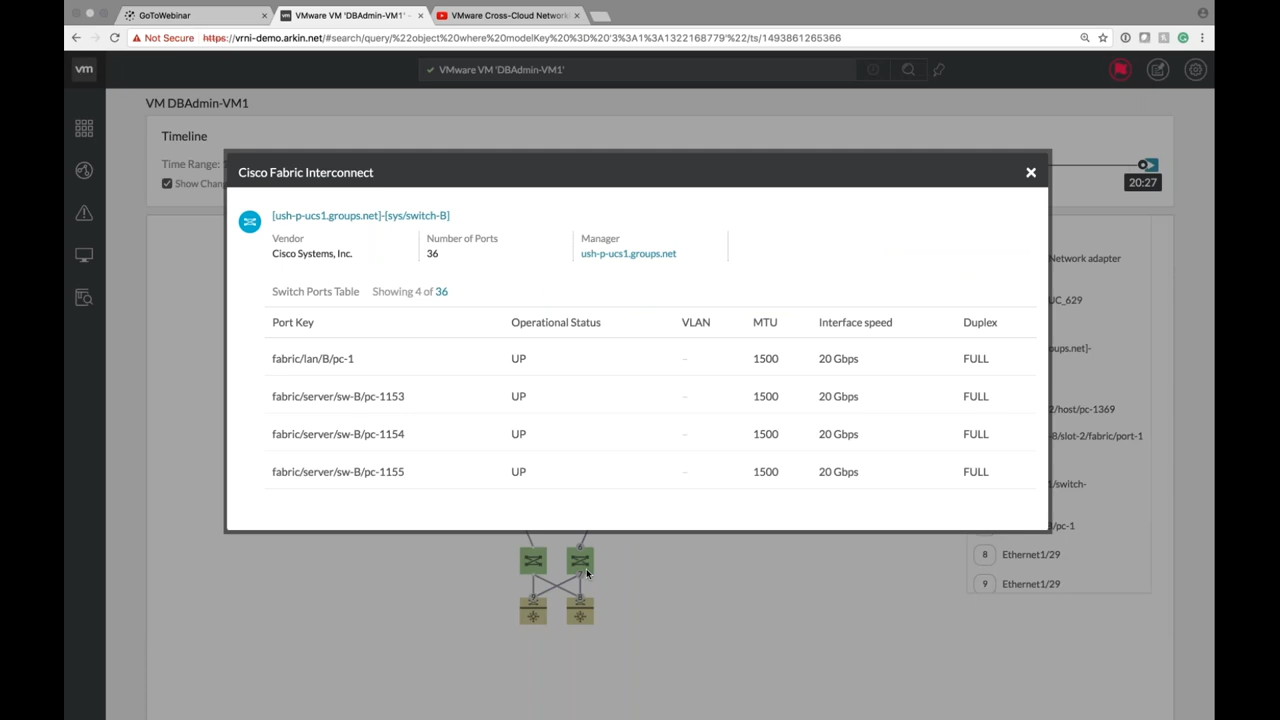 GoToWebinar × VMware VM 'DBAdmin-VM1' - × VMware Cross-Cloud Network ×
Not Secure https://vrni-demo.arkin.net/#search/query/%22object%20where%20modelKey%20%3D%20'3%3A1%3A1322168779'%22/ts/1493861265366
vm VMware VM 'DBAdmin-VM1'
VM DBAdmin-VM1
Timeline
Time Range:
Show Chan
20:27
Cisco Fabric Interconnect ×
[ush-p-ucs1.groups.net]-[sys/switch-B]
Vendor Number of Ports Manager
Cisco Systems, Inc. 36 ush-p-ucs1.groups.net
Switch Ports Table Showing 4 of 36
Port Key Operational Status VLAN MTU Interface speed Duplex
fabric/lan/B/pc-1 UP – 1500 20 Gbps FULL
fabric/server/sw-B/pc-1153 UP – 1500 20 Gbps FULL
fabric/server/sw-B/pc-1154 UP – 1500 20 Gbps FULL
fabric/server/sw-B/pc-1155 UP – 1500 20 Gbps FULL
Network adapter
UC_629
oups.net]-
2/host/pc-1369
-8/slot-2/fabric/port-1
1/switch-
3/pc-1
8 Ethernet1/29
9 Ethernet1/29